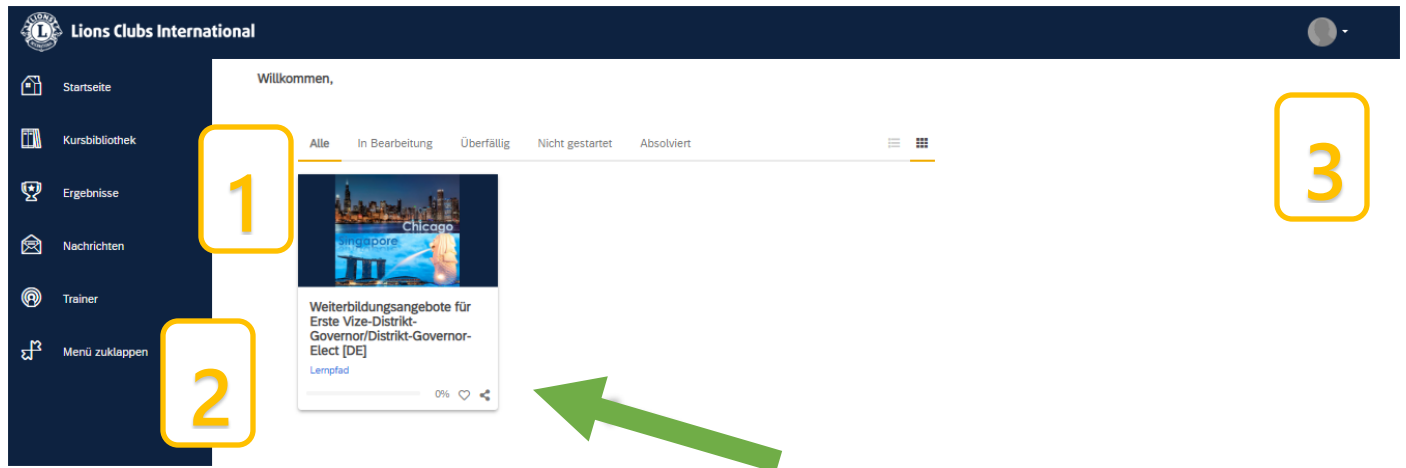 Lions Clubs International
Startseite
Kursbibliothek
Ergebnisse
Nachrichten
Trainer
Menü zuklappen
Willkommen,
Alle In Bearbeitung Überfällig Nicht gestartet Absolviert
1
2
3
Chicago
Singapore
Weiterbildungsangebote für
Erste Vize-Distrikt-
Governor/Distrikt-Governor-
Elect [DE]
Lernpfad
0%